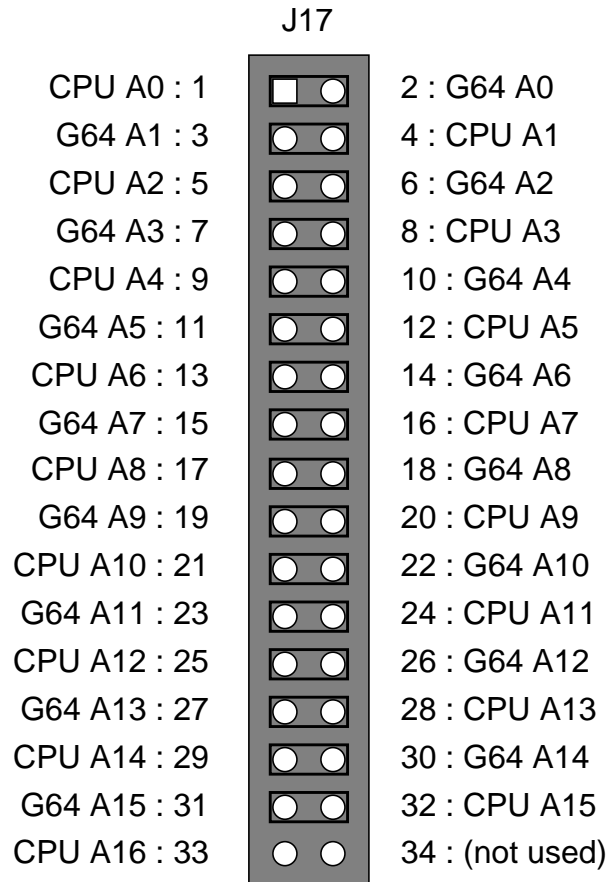 J17
CPU A0 : 1 2 : G64 A0
G64 A1 : 3 4 : CPU A1
CPU A2 : 5 6 : G64 A2
G64 A3 : 7 8 : CPU A3
CPU A4 : 9 10 : G64 A4
G64 A5 : 11 12 : CPU A5
CPU A6 : 13 14 : G64 A6
G64 A7 : 15 16 : CPU A7
CPU A8 : 17 18 : G64 A8
G64 A9 : 19 20 : CPU A9
CPU A10 : 21 22 : G64 A10
G64 A11 : 23 24 : CPU A11
CPU A12 : 25 26 : G64 A12
G64 A13 : 27 28 : CPU A13
CPU A14 : 29 30 : G64 A14
G64 A15 : 31 32 : CPU A15
CPU A16 : 33 34 : (not used)